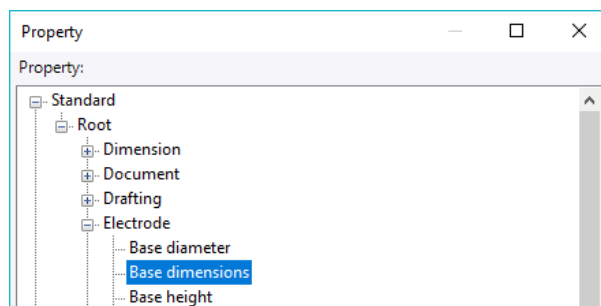 Property
Property:
Standard
Root
Dimension
Document
Drafting
Electrode
Base diameter
Base dimensions
Base height